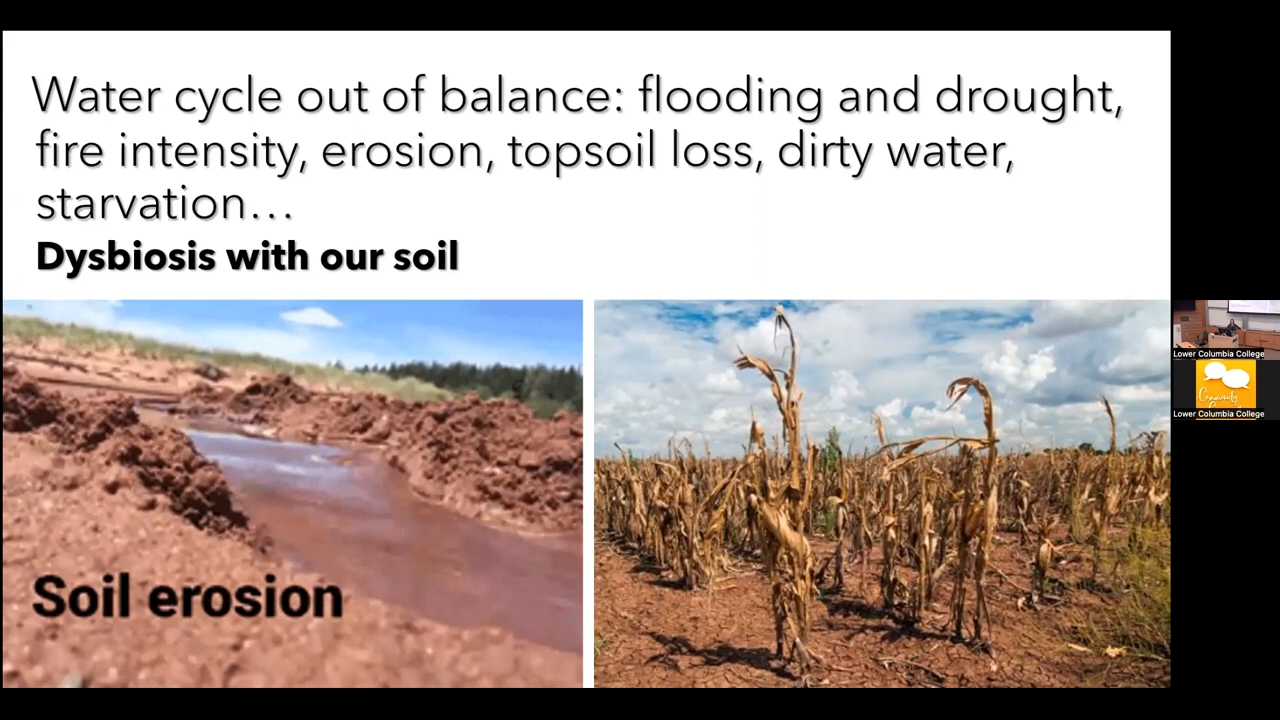 Water cycle out of balance: flooding and drought,
fire intensity, erosion, topsoil loss, dirty water,
starvation…
Dysbiosis with our soil
Soil erosion
Lower Columbia College
Community
Lower Columbia College